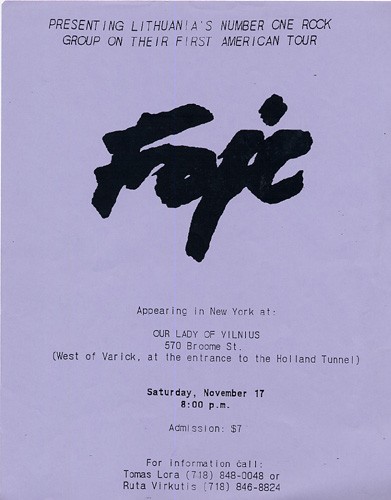 PRESENTING LITHUANIA'S NUMBER ONE ROCK
GROUP ON THEIR FIRST AMERICAN TOUR
Fojė
Appearing in New York at:
OUR LADY OF VILNIUS
570 Broome St.
(West of Varick, at the entrance to the Holland Tunnel)
Saturday, November 17
8:00 p.m.
Admission: $7
For information call:
Tomas Lora (718) 848-0048 or
Ruta Virkutis (718) 846-8824